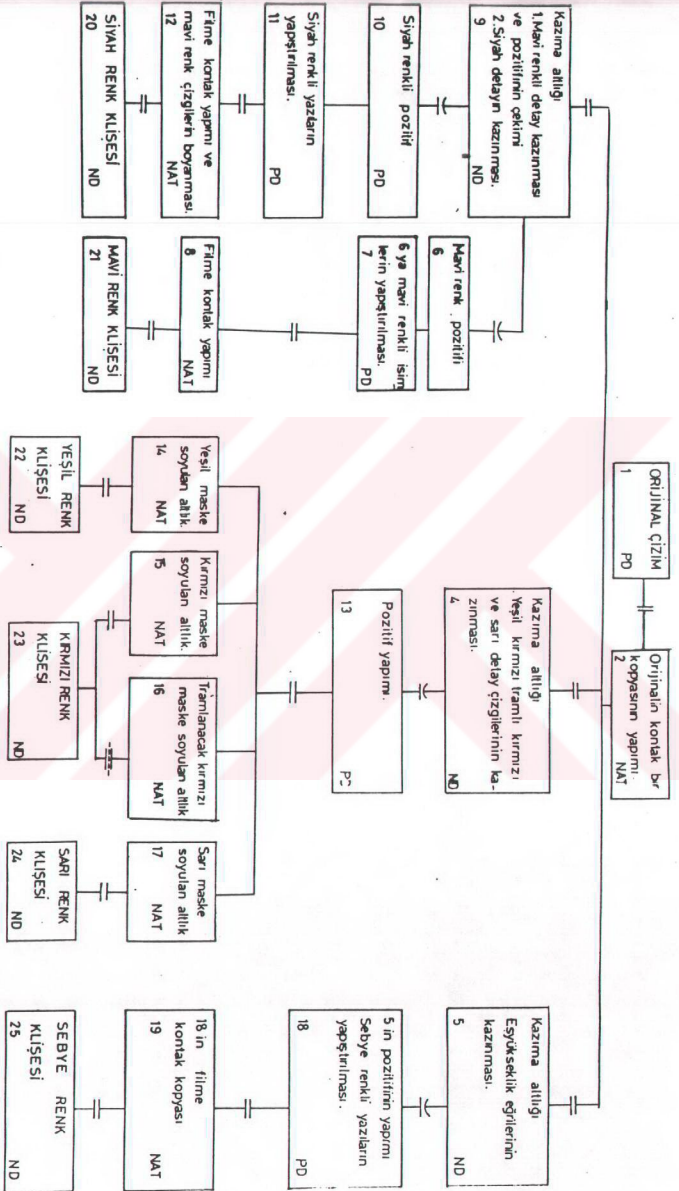 ORİJİNAL ÇİZİM
1
PD
Orijinalin kontak bir
kopyasının yapımı.
2
NAT
Kazıma altlığı
1.Mavi renkli detay kazınması
ve pozitifinin çekimi
2.Siyah detayın kazınması.
9
ND
Kazıma altlığı
Yeşil kırmızı tramlı kırmızı
ve sarı detay çizgilerinin ka-
zınması.
4
ND
Kazıma altlığı
Eşyükseklik eğrilerinin
kazınması.
5
ND
Siyah renkli pozitif
10
PD
Mavi renk pozitifi
6
Pozitif yapımı.
13
5 in pozitifinin yapımı
Sebye renkli yazıların
yapıştırılması.
18
PD
Siyah renkli yazıların
yapıştırılması.
11
PD
6 ya mavi renkli isim
lerin yapıştırılması.
7
PD
Filme kontak yapımı ve
mavi renk çizgilerin boyanması.
12
NAT
Filme kontak yapımı
8
NAT
Yeşil maske
soyulan altlık.
14
NAT
Kırmızı maske
soyulan altlık.
15
NAT
Tramlanacak kırmızı
maske soyulan altlık
16
NAT
Sarı maske
soyulan altlık
17
NAT
18 in filme
kontak kopyası
19
NAT
SİYAH RENK KLİŞESİ
20
ND
MAVİ RENK KLİŞESİ
21
ND
YEŞİL RENK
KLİŞESİ
22
ND
KIRMIZI RENK
KLİSESİ
23
ND
SARI RENK
KLİŞESİ
24
ND
SEBYE RENK
KLİŞESİ
25
ND